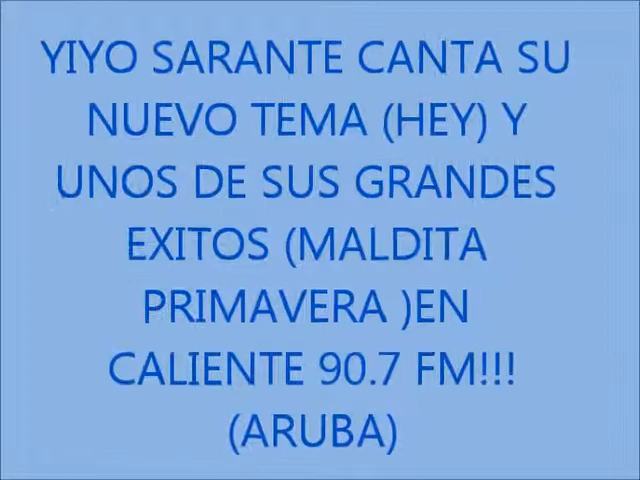 YIYO SARANTE CANTA SU
NUEVO TEMA (HEY) Y
UNOS DE SUS GRANDES
EXITOS (MALDITA
PRIMAVERA )EN
CALIENTE 90.7 FM!!!
(ARUBA)